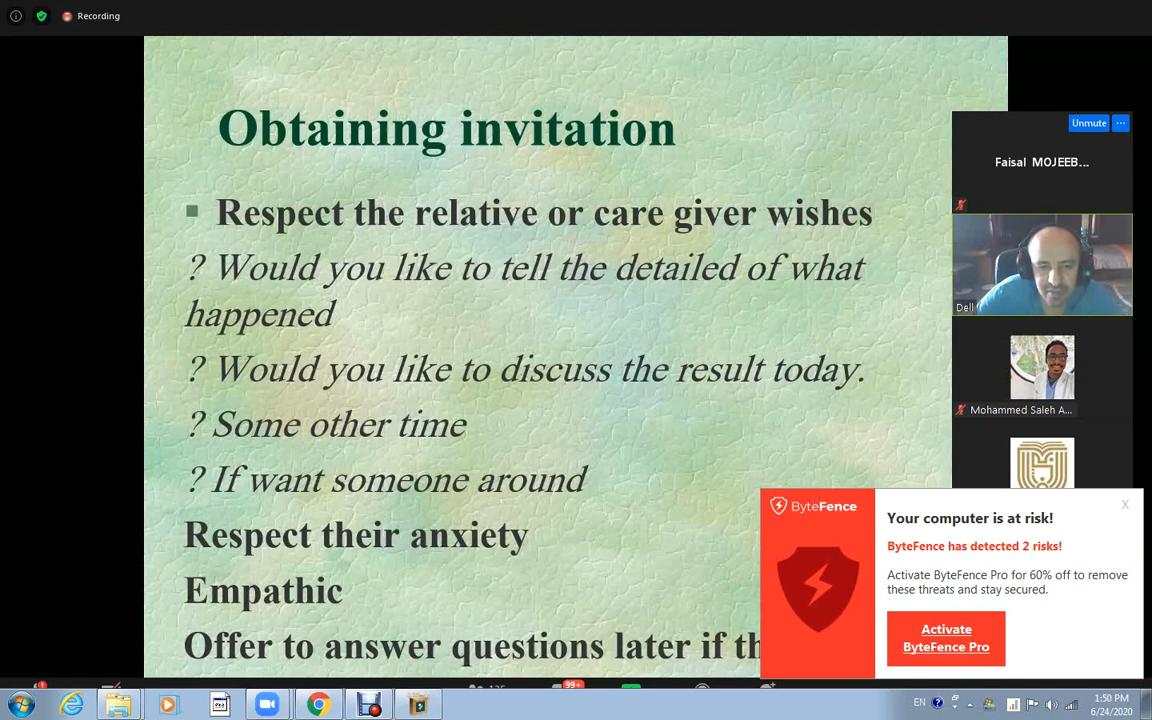 Recording
Obtaining invitation
Respect the relative or care giver wishes
? Would you like to tell the detailed of what
happened
? Would you like to discuss the result today.
? Some other time
? If want someone around
Respect their anxiety
Empathic
Offer to answer questions later if th
Unmute ...
Faisal MOJEEB...
Dell
Mohammed Saleh A...
ByteFence
X
Your computer is at risk!
ByteFence has detected 2 risks!
Activate ByteFence Pro for 60% off to remove
these threats and stay secured.
Activate
ByteFence Pro
99+
EN
1:50 PM
6/24/2020